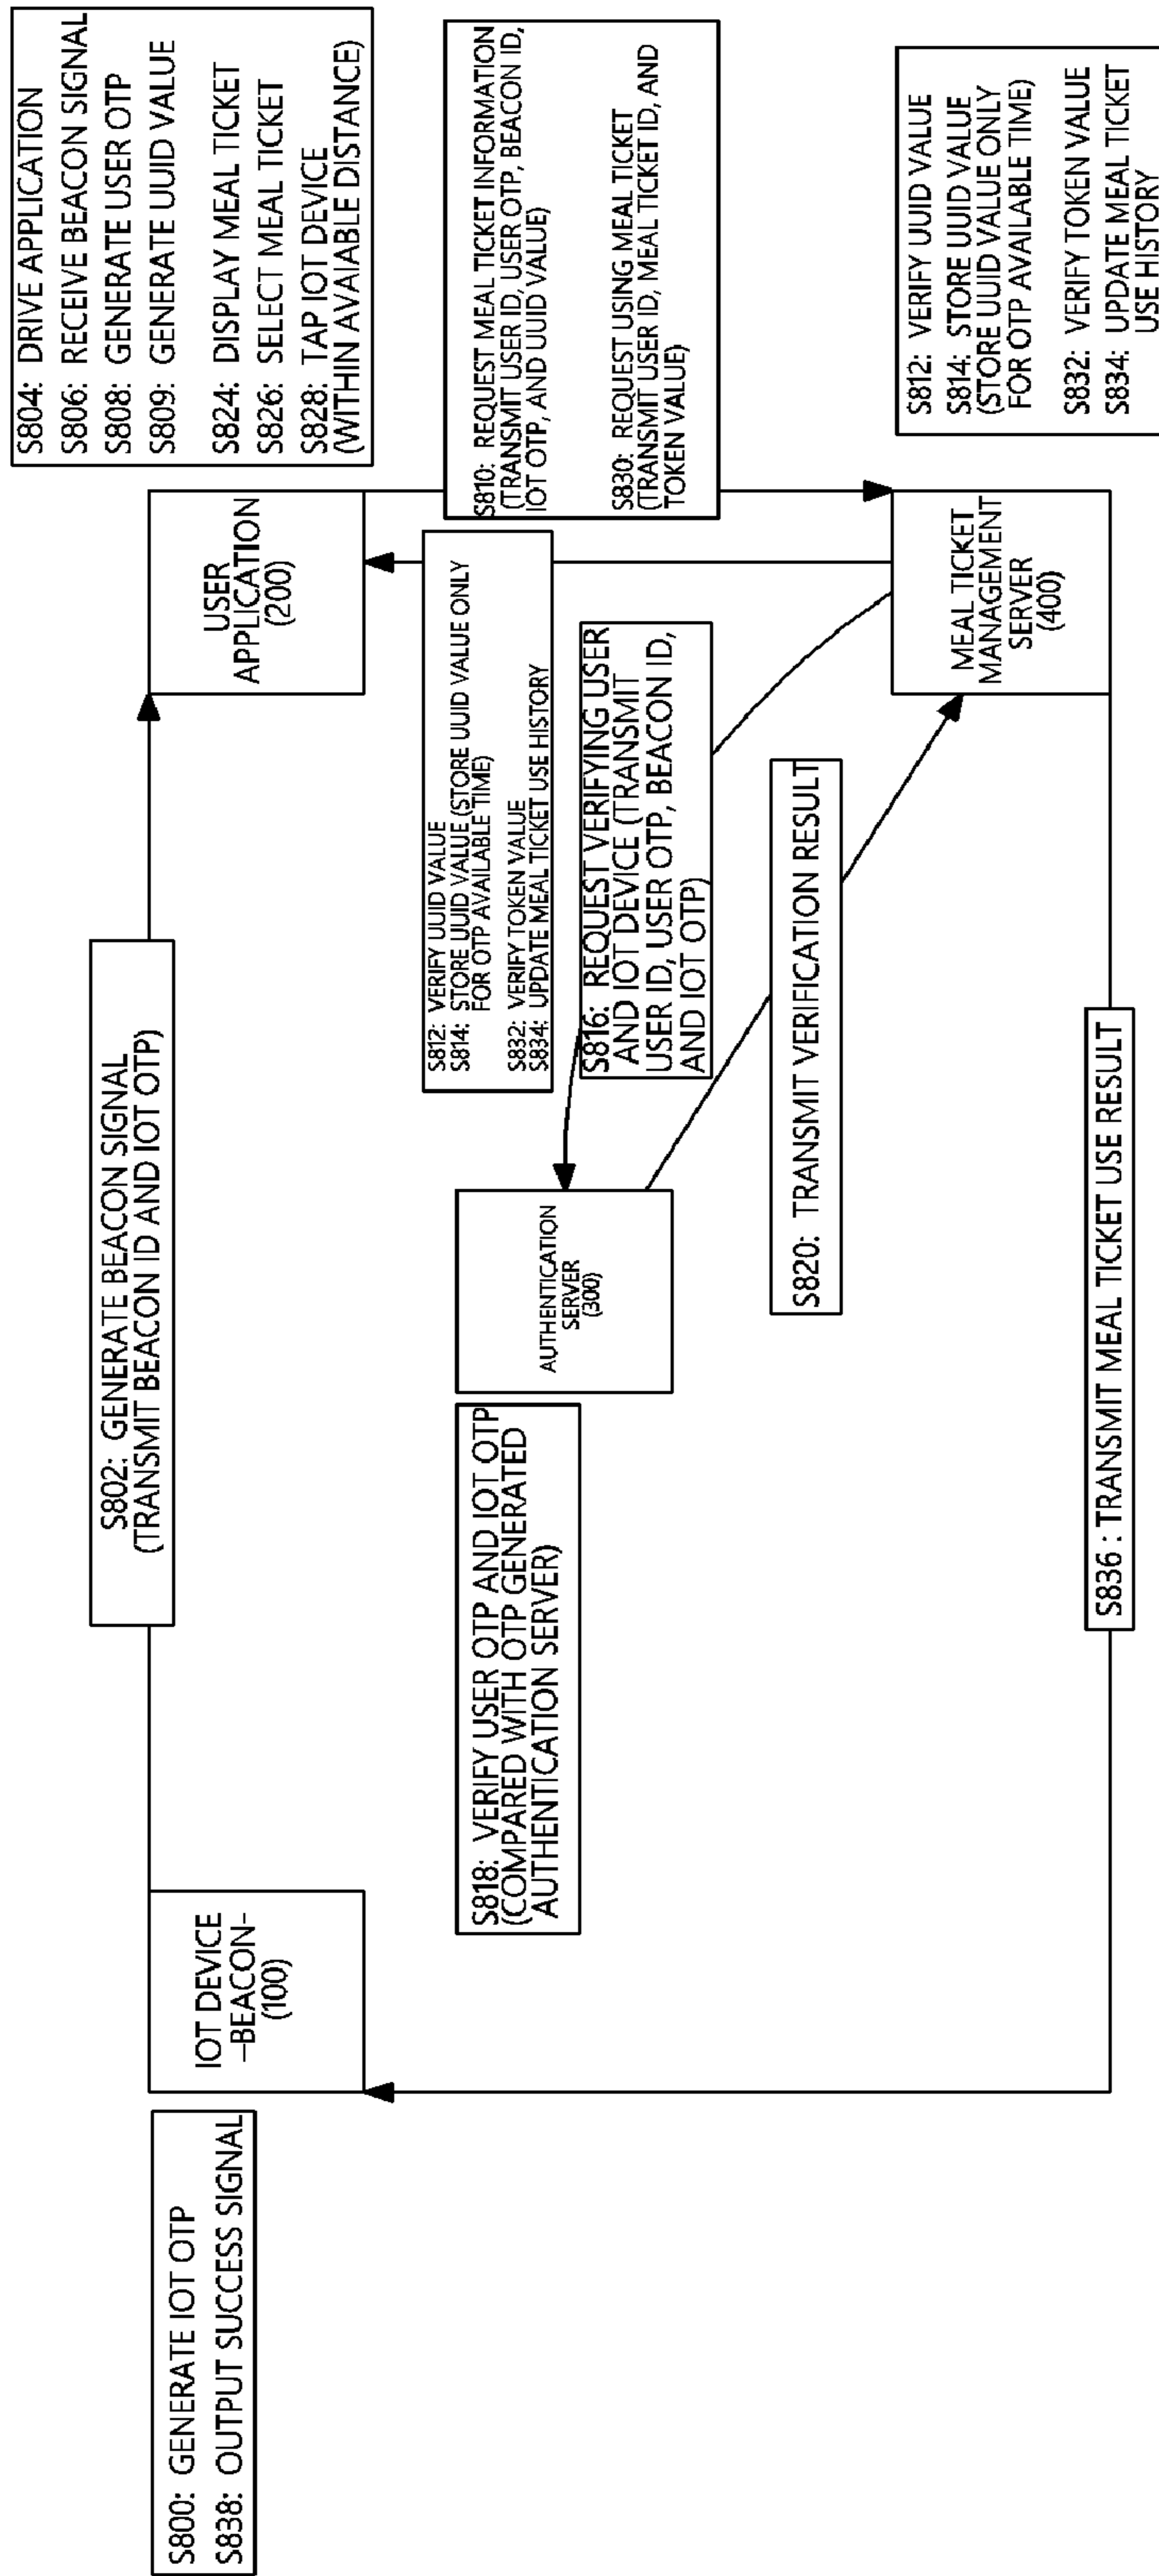 S800: GENERATE IOT OTP
S838: OUTPUT SUCCESS SIGNAL
IOT DEVICE
-BEACON-
(100)
S802: GENERATE BEACON SIGNAL
(TRANSMIT BEACON ID AND IOT OTP)
USER
APPLICATION
(200)
S804: DRIVE APPLICATION
S806: RECEIVE BEACON SIGNAL
S808: GENERATE USER OTP
S809: GENERATE UUID VALUE
S824: DISPLAY MEAL TICKET
S826: SELECT MEAL TICKET
S828: TAP IOT DEVICE
(WITHIN AVAIABLE DISTANCE)
S810: REQUEST MEAL TICKET INFORMATION
(TRANSMIT USER ID, USER OTP, BEACON ID,
IOT OTP, AND UUID VALUE)
S830: REQUEST USING MEAL TICKET
(TRANSMIT USER ID, MEAL TICKET ID, AND
TOKEN VALUE)
S812: VERIFY UUID VALUE
S814: STORE UUID VALUE (STORE UUID VALUE ONLY
FOR OTP AVAILABLE TIME)
S832: VERIFY TOKEN VALUE
S834: UPDATE MEAL TICKET USE HISTORY
S816: REQUEST VERIFYING USER
AND IOT DEVICE (TRANSMIT
USER ID, USER OTP, BEACON ID,
AND IOT OTP)
AUTHENTICATION
SERVER
(300)
S818: VERIFY USER OTP AND IOT OTP
(COMPARED WITH OTP GENERATED
AUTHENTICATION SERVER)
S820: TRANSMIT VERIFICATION RESULT
MEAL TICKET
MANAGEMENT
SERVER
(400)
S812: VERIFY UUID VALUE
S814: STORE UUID VALUE
(STORE UUID VALUE ONLY
FOR OTP AVAILABLE TIME)
S832: VERIFY TOKEN VALUE
S834: UPDATE MEAL TICKET
USE HISTORY
S836 : TRANSMIT MEAL TICKET USE RESULT